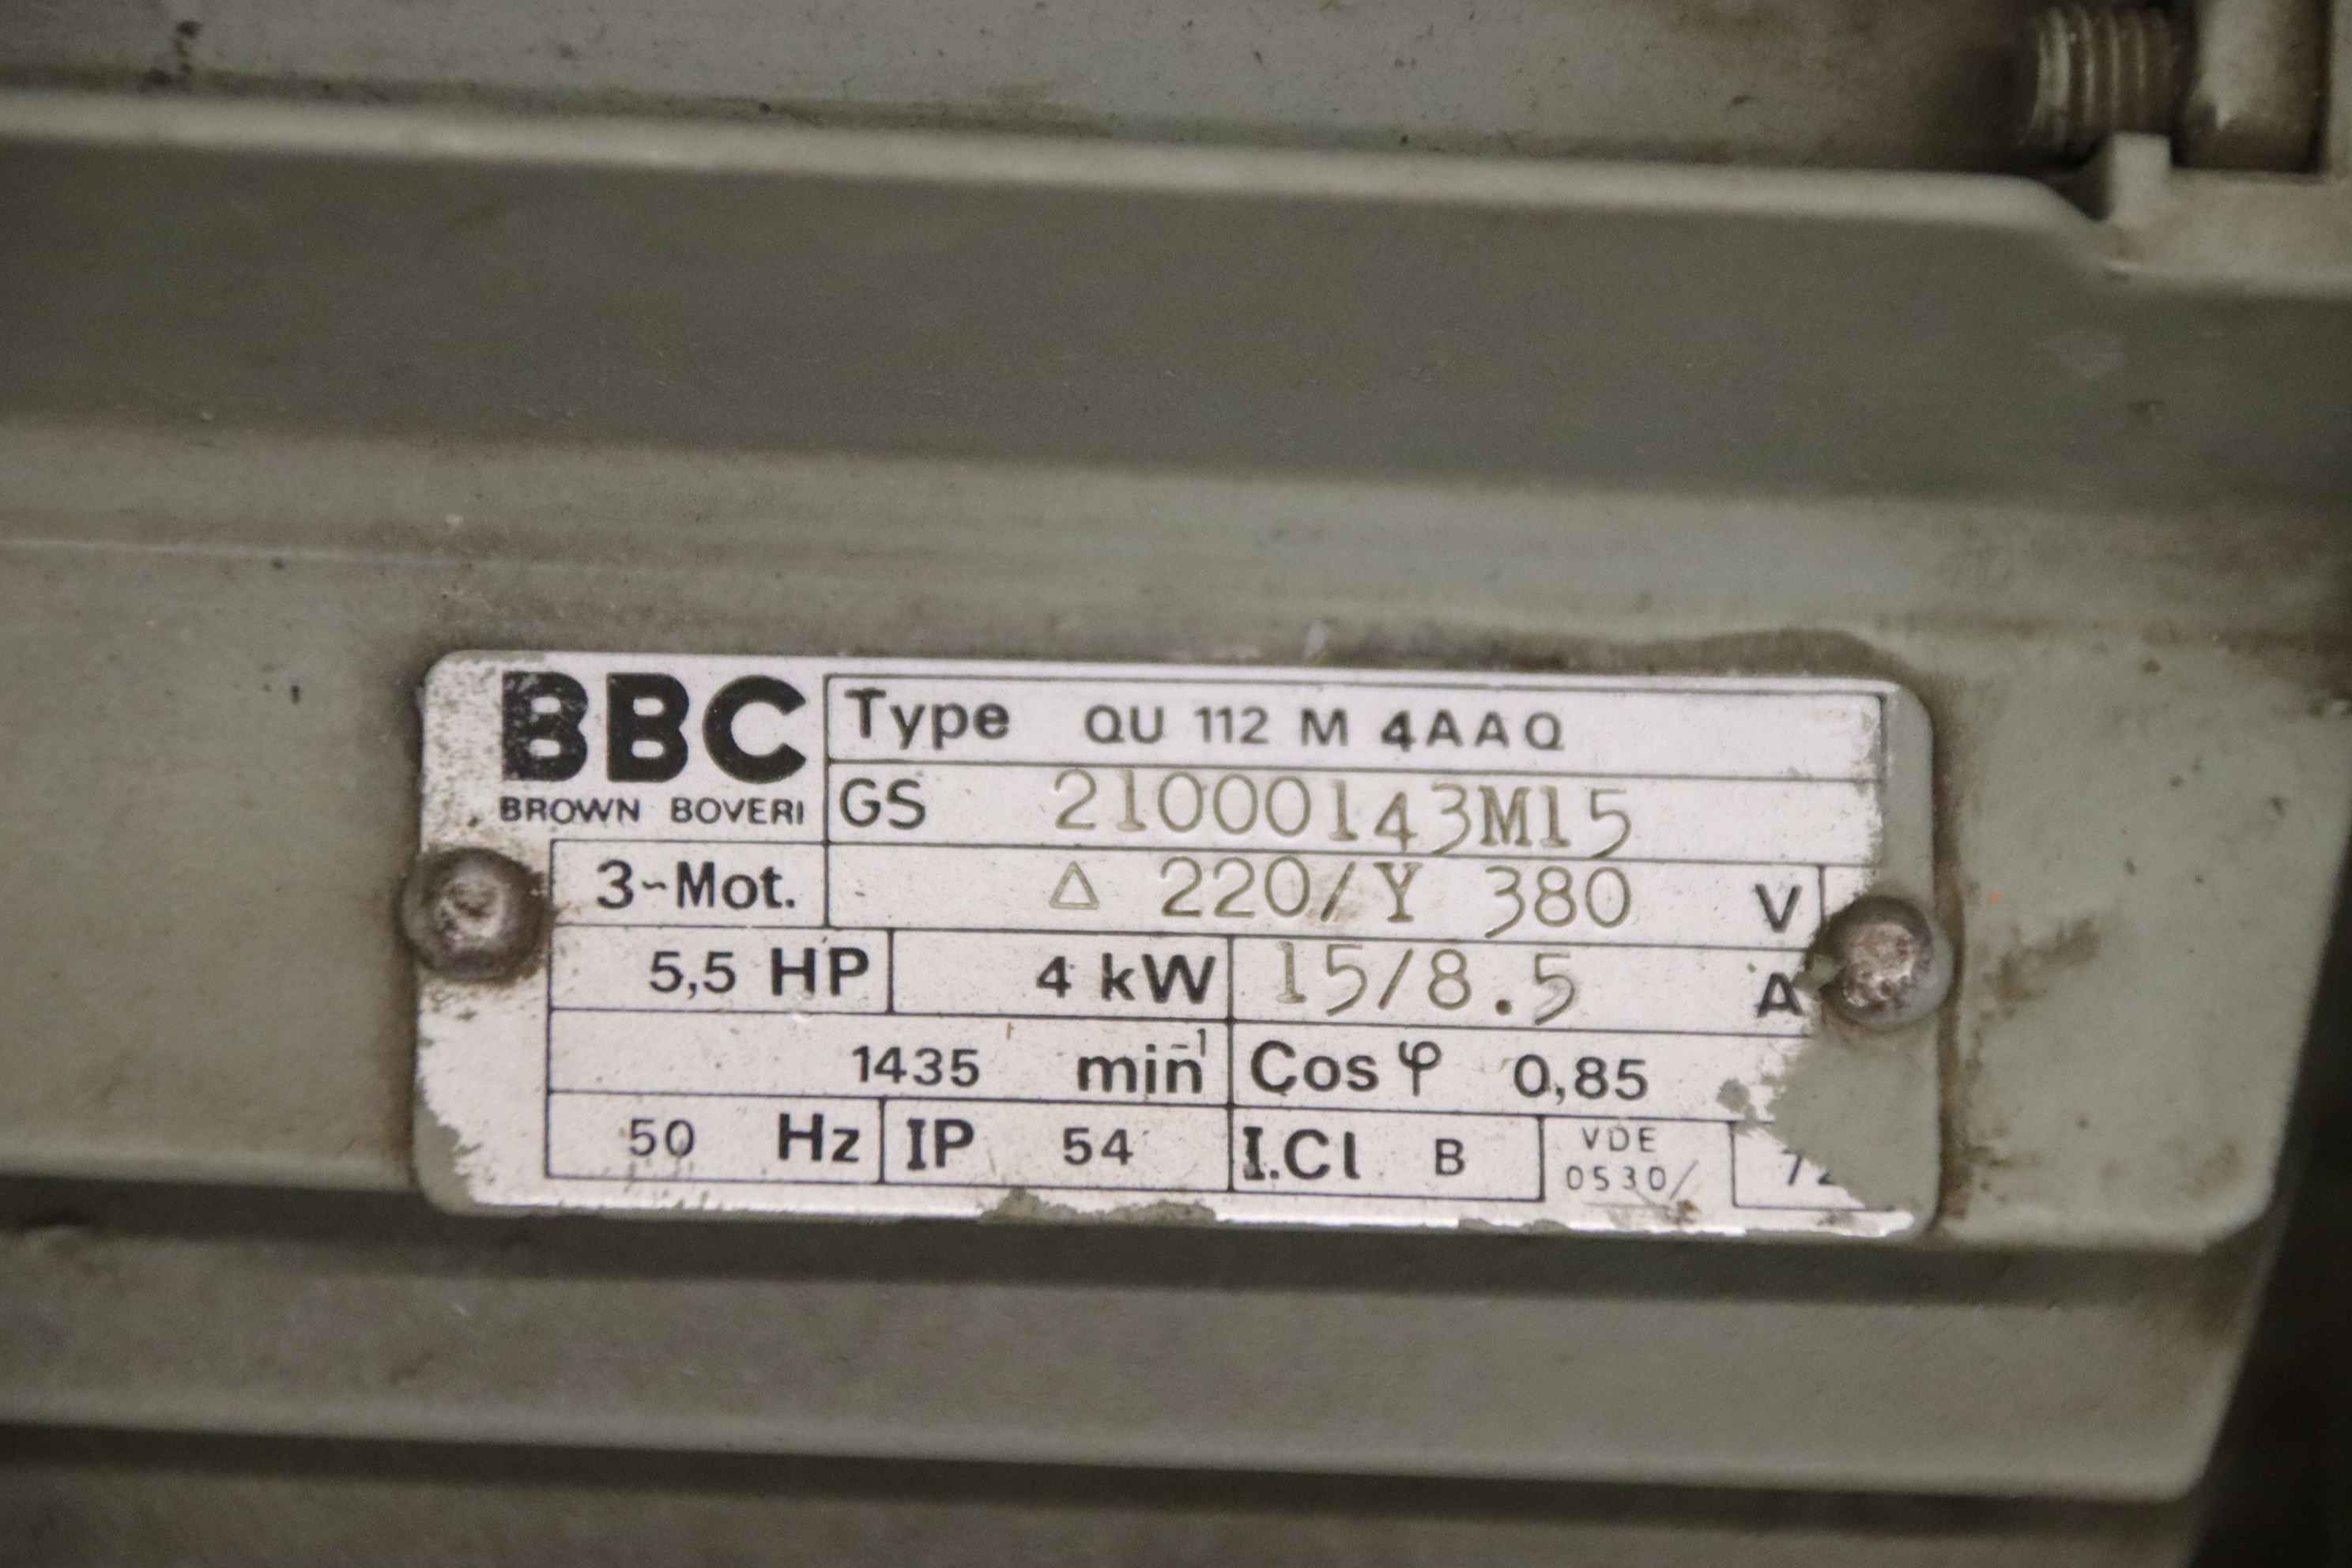 BBC
BROWN BOVERI
Type QU 112 M 4AAQ
GS 21000143M15
3~Mot. △ 220/Y 380 V
5,5 HP 4 kW 15/8.5 A
1435 min⁻¹ Cos φ 0,85
50 Hz IP 54 I.Cl B VDE 0530/ 72